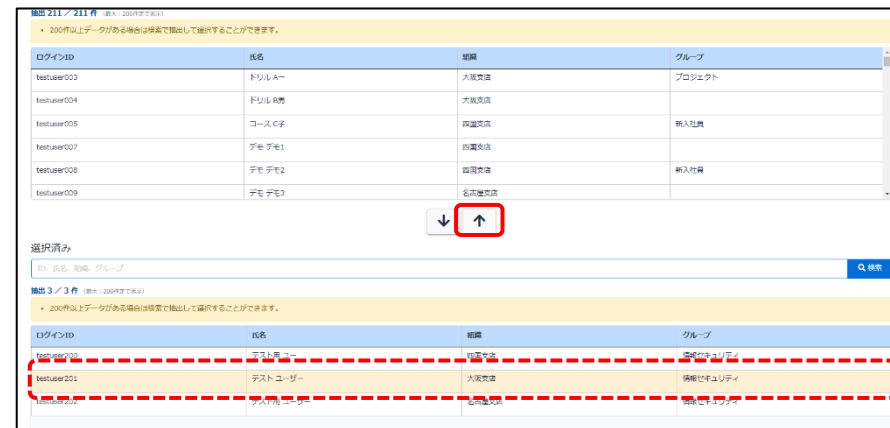 抽出 211 ／ 211 件 (最大：200件まで表示)
• 200件以上データがある場合は検索で抽出して選択することができます。
ログインID 氏名 組織 グループ
testuser003 ドリル A一 大阪支店 プロジェクト
testuser004 ドリル B男 大阪支店
testuser005 コース C子 四国支店 新入社員
testuser007 デモ デモ1 四国支店
testuser008 デモ デモ2 四国支店 新入社員
testuser009 デモ デモ3 名古屋支店
選択済み
ID、氏名、組織、グループ 検索
抽出 3 ／ 3 件 (最大：200件まで表示)
• 200件以上データがある場合は検索で抽出して選択することができます。
ログインID 氏名 組織 グループ
testuser200 テスト用 ユー 四国支店 情報セキュリティ
testuser201 テスト ユーザー 大阪支店 情報セキュリティ
testuser202 テスト用 ユーザー 名古屋支店 情報セキュリティ